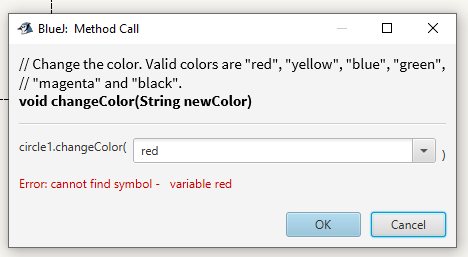 BlueJ: Method Call
// Change the color. Valid colors are "red", "yellow", "blue", "green",
// "magenta" and "black".
void changeColor(String newColor)
circle1.changeColor( red )
Error: cannot find symbol - variable red
OK Cancel